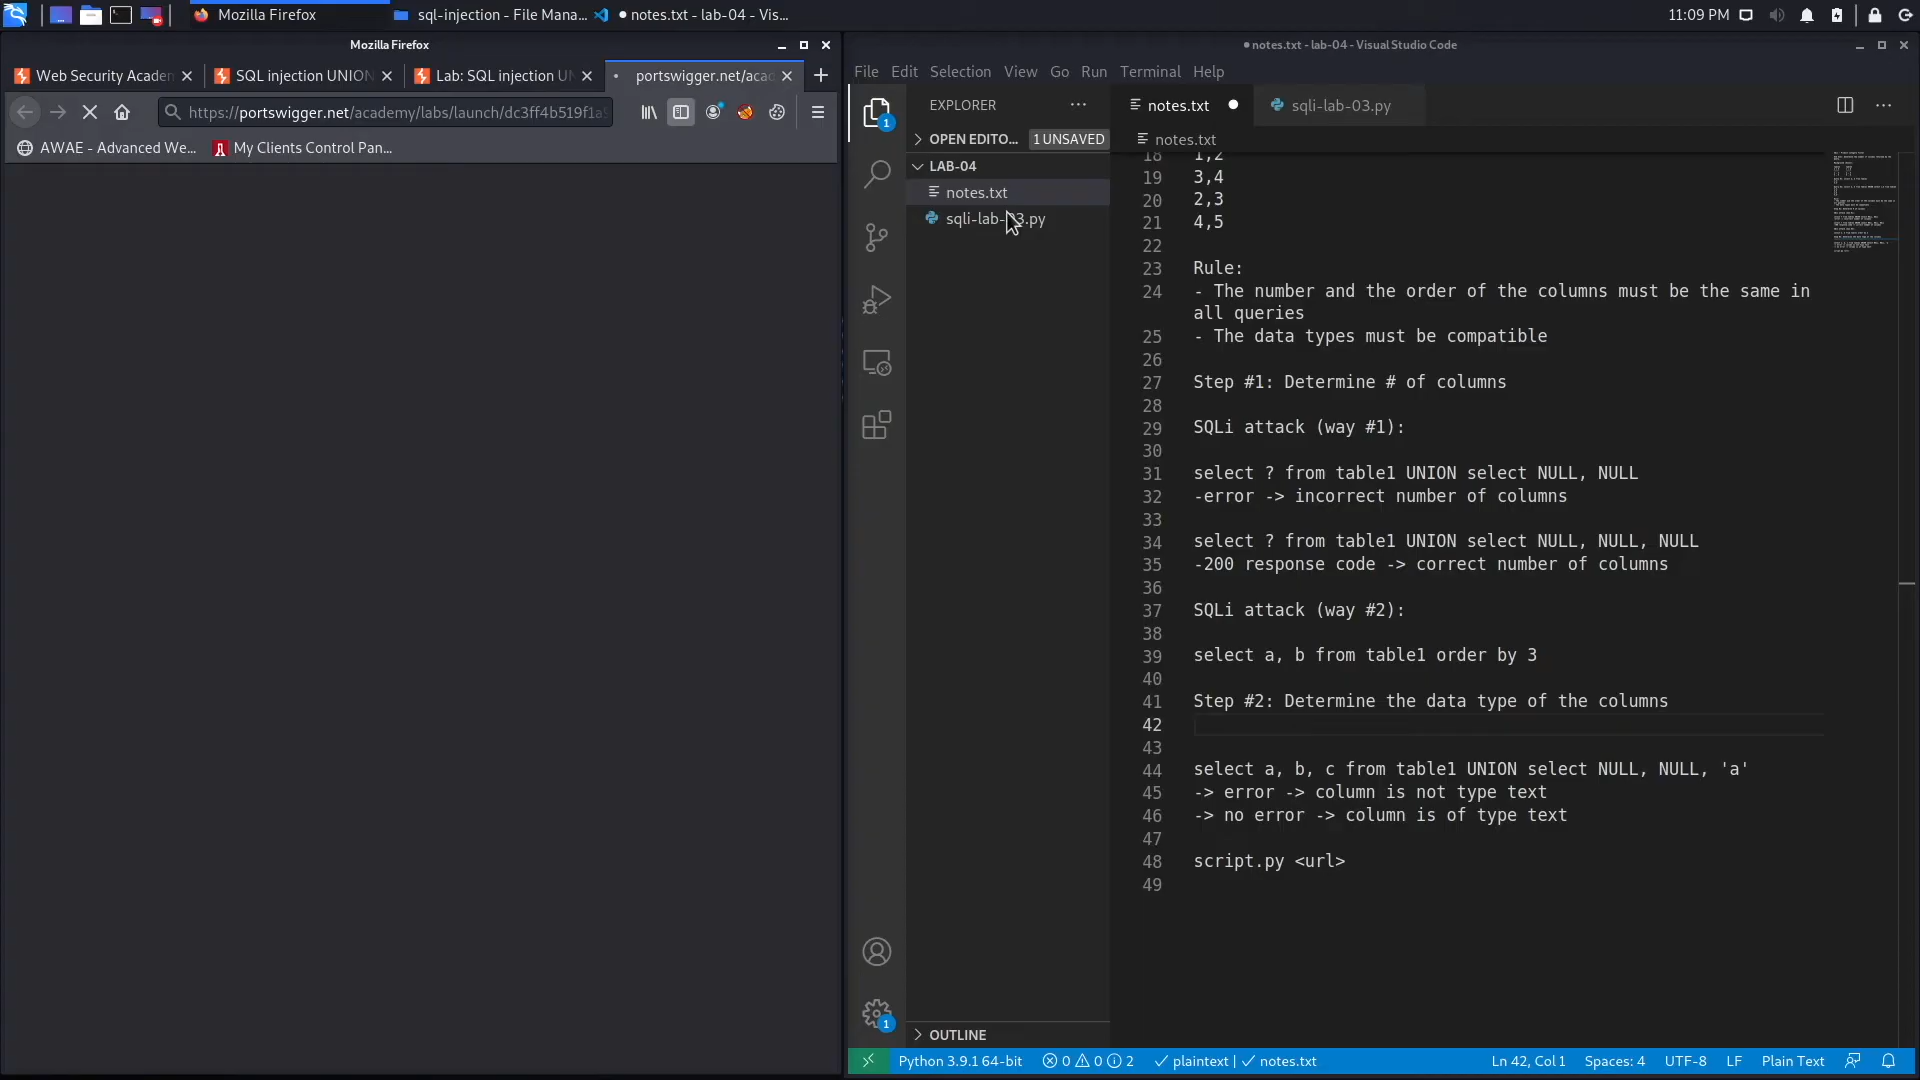 Mozilla Firefox
sql-injection - File Mana...
notes.txt - lab-04 - Vis...
11:09 PM
Mozilla Firefox
Web Security Academ
SQL injection UNION
Lab: SQL injection UN
portswigger.net/acad
https://portswigger.net/academy/labs/launch/dc3ff4b519f1a
AWAE - Advanced We...
My Clients Control Pan...
notes.txt - lab-04 - Visual Studio Code
File Edit Selection View Go Run Terminal Help
EXPLORER
OPEN EDITO... 1 UNSAVED
LAB-04
notes.txt
sqli-lab-03.py
OUTLINE
notes.txt
sqli-lab-03.py
notes.txt
18 1,2
19 3,4
20 2,3
21 4,5
22
23 Rule:
24 - The number and the order of the columns must be the same in
all queries
25 - The data types must be compatible
26
27 Step #1: Determine # of columns
28
29 SQLi attack (way #1):
30
31 select ? from table1 UNION select NULL, NULL
32 -error -> incorrect number of columns
33
34 select ? from table1 UNION select NULL, NULL, NULL
35 -200 response code -> correct number of columns
36
37 SQLi attack (way #2):
38
39 select a, b from table1 order by 3
40
41 Step #2: Determine the data type of the columns
42
43
44 select a, b, c from table1 UNION select NULL, NULL, 'a'
45 -> error -> column is not type text
46 -> no error -> column is of type text
47
48 script.py <url>
49
1
1
Python 3.9.1 64-bit 0 0 2 plaintext | notes.txt Ln 42, Col 1 Spaces: 4 UTF-8 LF Plain Text